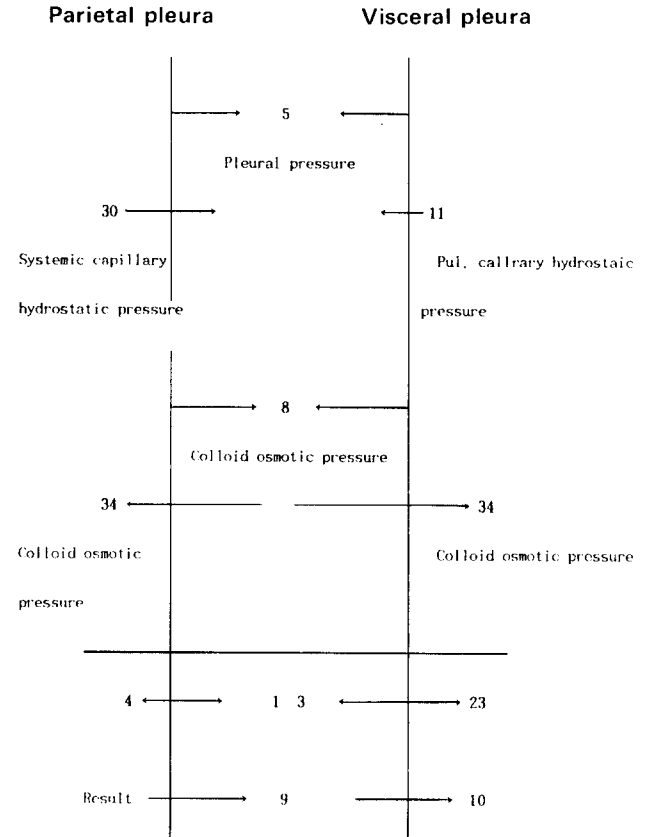 Parietal pleura Visceral pleura
5
Pleural pressure
30 11
Systemic capillary Pul. callrary hydrostaic
hydrostatic pressure pressure
8
Colloid osmotic pressure
34 34
Colloid osmotic Colloid osmotic pressure
pressure
4 1 3 23
Result 9 10